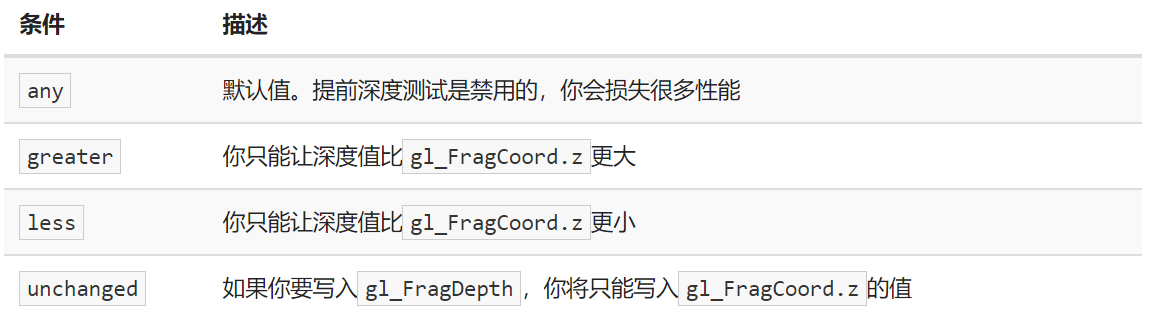 条件 描述
any 默认值。提前深度测试是禁用的，你会损失很多性能
greater 你只能让深度值比gl_FragCoord.z更大
less 你只能让深度值比gl_FragCoord.z更小
unchanged 如果你要写入gl_FragDepth，你将只能写入gl_FragCoord.z的值